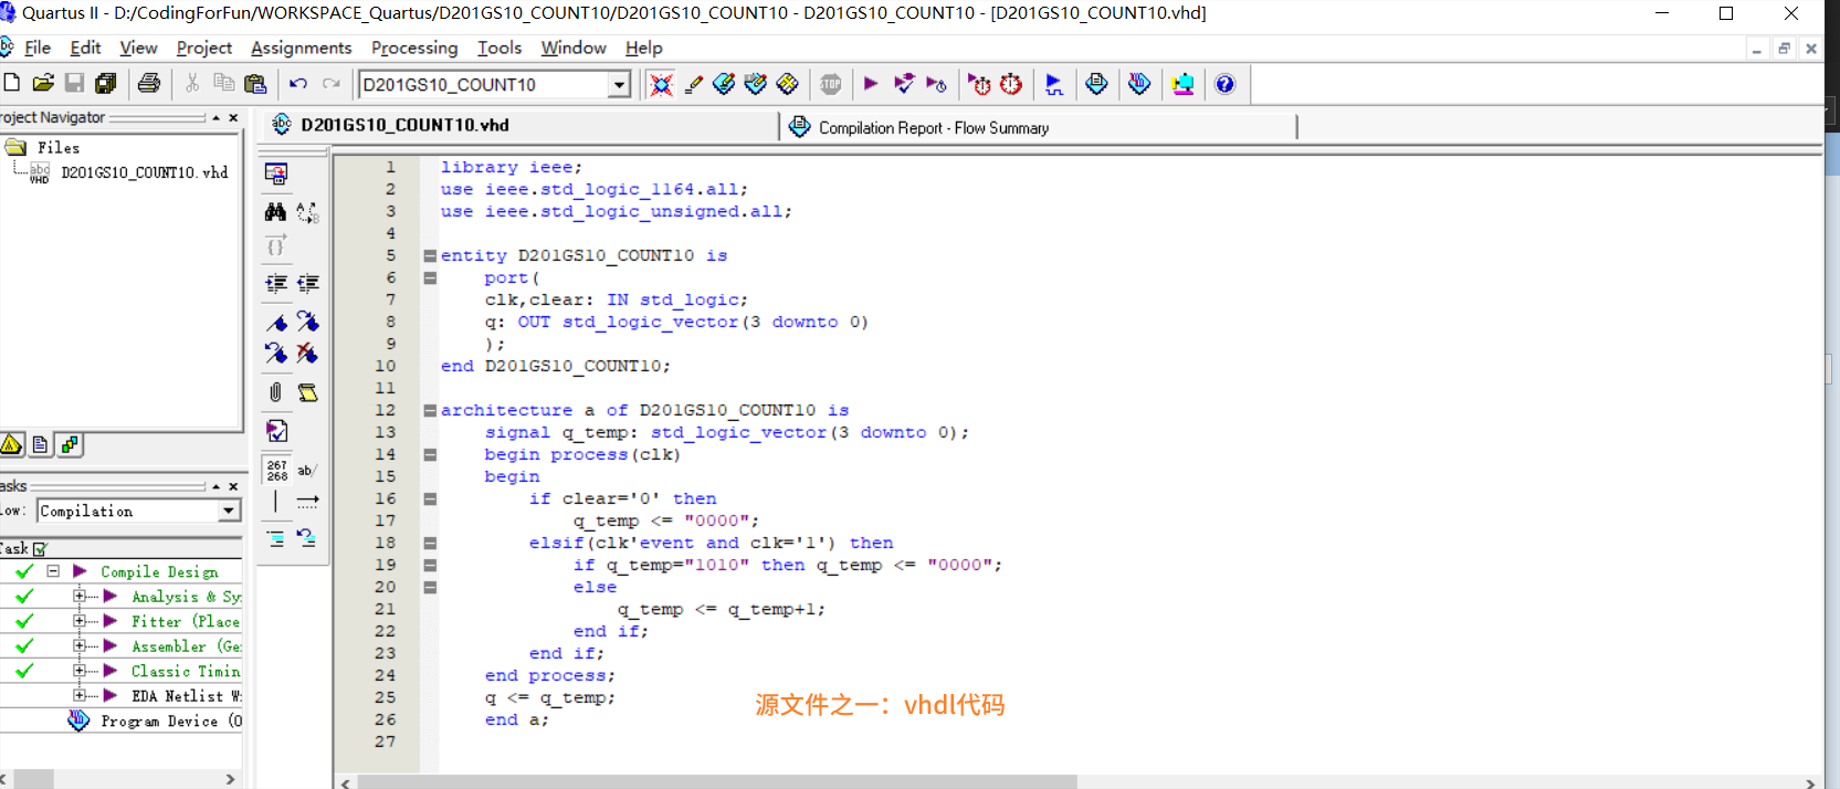 Quartus II - D:/CodingForFun/WORKSPACE_Quartus/D201GS10_COUNT10/D201GS10_COUNT10 - D201GS10_COUNT10 - [D201GS10_COUNT10.vhd]
File Edit View Project Assignments Processing Tools Window Help
D201GS10_COUNT10
roject Navigator
Files
D201GS10_COUNT10.vhd
D201GS10_COUNT10.vhd
Compilation Report - Flow Summary
1 library ieee;
2 use ieee.std_logic_1164.all;
3 use ieee.std_logic_unsigned.all;
4
5 entity D201GS10_COUNT10 is
6 port(
7 clk,clear: IN std_logic;
8 q: OUT std_logic_vector(3 downto 0)
9 );
10 end D201GS10_COUNT10;
11
12 architecture a of D201GS10_COUNT10 is
13 signal q_temp: std_logic_vector(3 downto 0);
14 begin process(clk)
15 begin
16 if clear='0' then
17 q_temp <= "0000";
18 elsif(clk'event and clk='1') then
19 if q_temp="1010" then q_temp <= "0000";
20 else
21 q_temp <= q_temp+1;
22 end if;
23 end if;
24 end process;
25 q <= q_temp;
26 end a;
27
源文件之一：vhdl代码
267
268
ab/
asks
low: Compilation
Task
Compile Design
Analysis & Sy
Fitter (Place
Assembler (Ge
Classic Timin
EDA Netlist W
Program Device (O